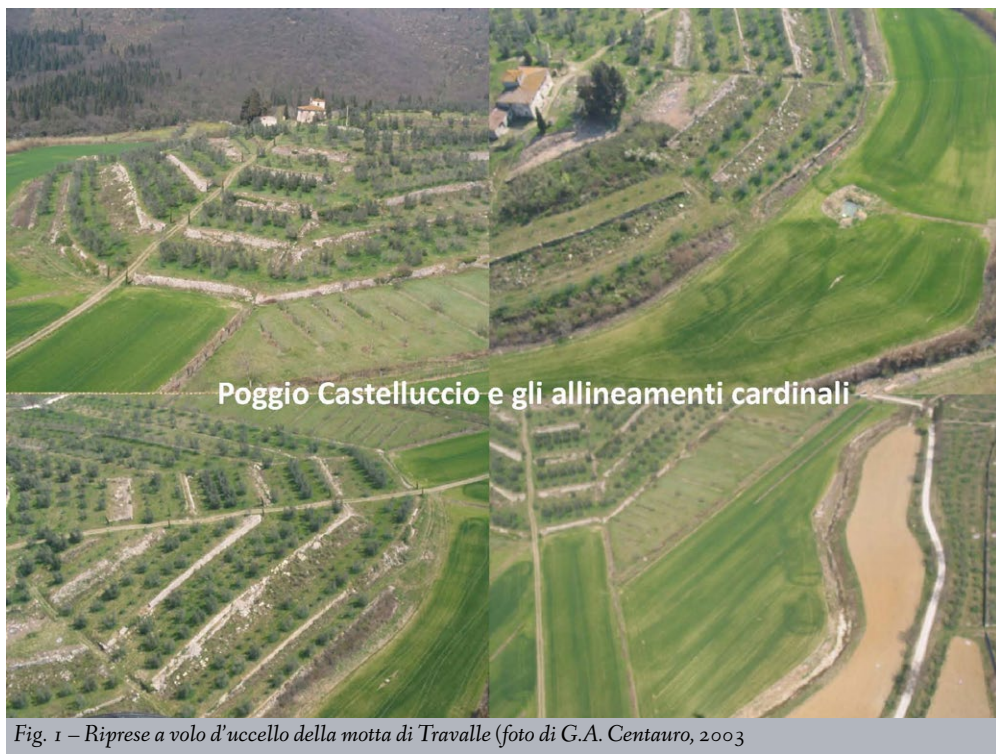 Poggio Castelluccio e gli allineamenti cardinali
Fig. 1 – Riprese a volo d'uccello della motta di Travalle (foto di G.A. Centauro, 2003